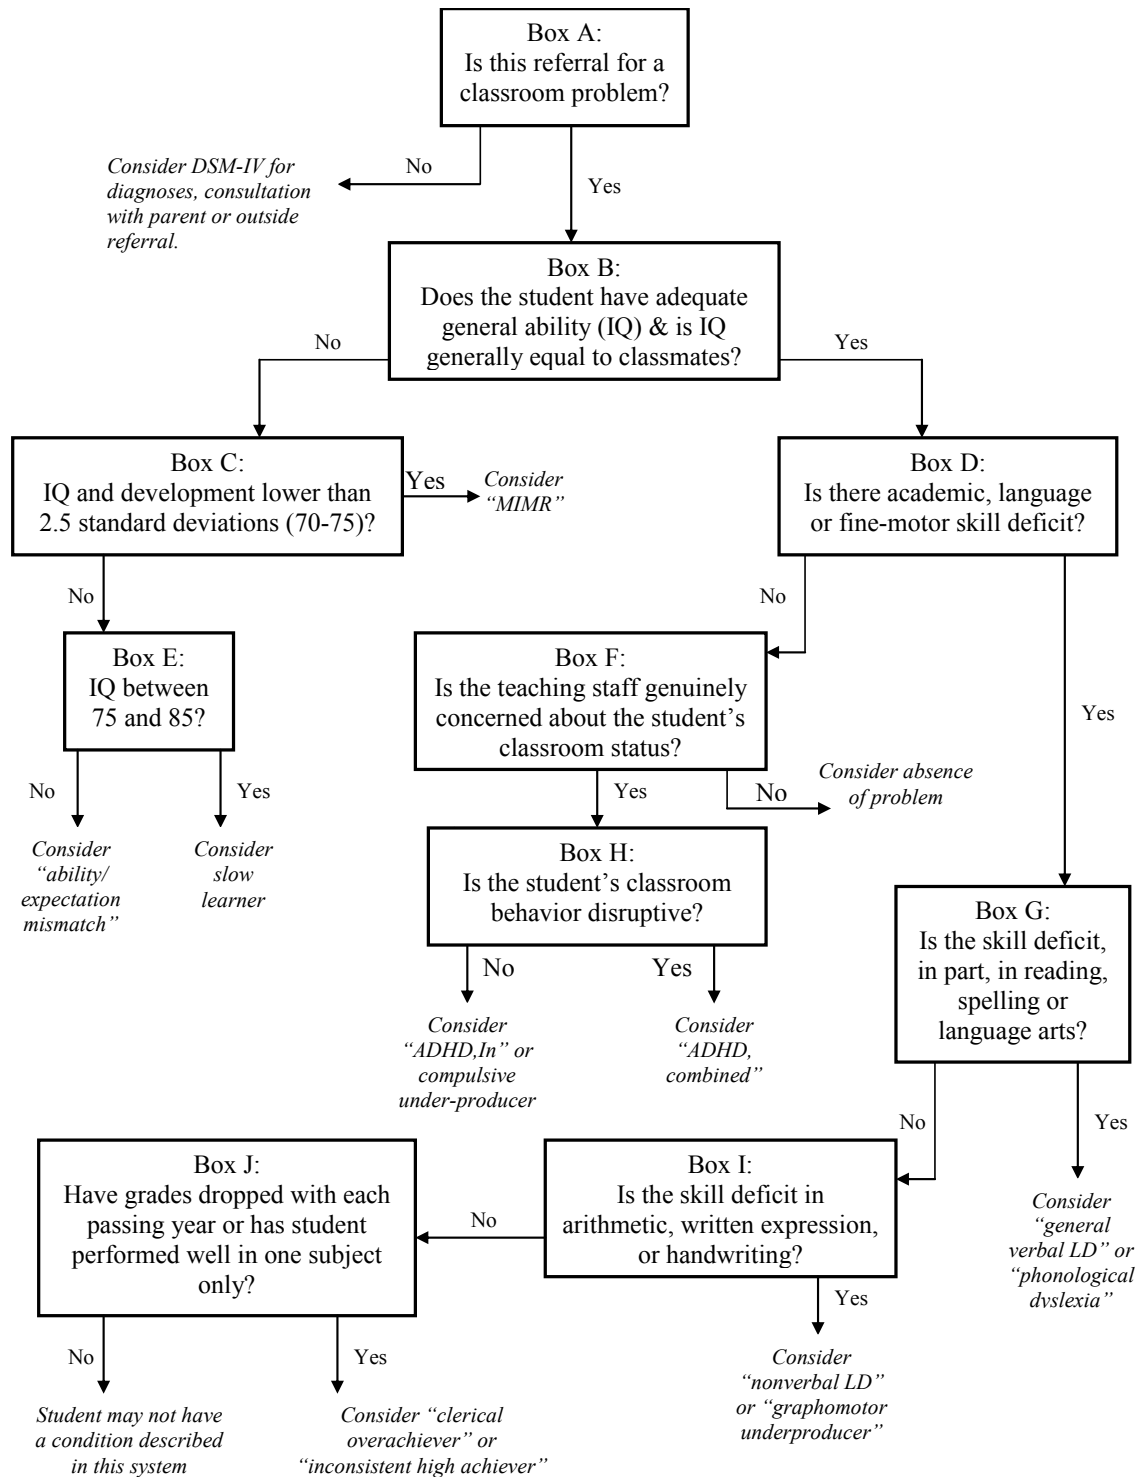 Box A:
Is this referral for a
classroom problem?
No
Yes
Consider DSM-IV for
diagnoses, consultation
with parent or outside
referral.
Box B:
Does the student have adequate
general ability (IQ) & is IQ
generally equal to classmates?
No
Yes
Box C:
IQ and development lower than
2.5 standard deviations (70-75)?
Yes
Consider
“MIMR”
Box D:
Is there academic, language
or fine-motor skill deficit?
No
No
Yes
Box E:
IQ between
75 and 85?
Box F:
Is the teaching staff genuinely
concerned about the student’s
classroom status?
No
Yes
Yes
No
Consider absence
of problem
Consider
“ability/
expectation
mismatch”
Consider
slow
learner
Box H:
Is the student’s classroom
behavior disruptive?
Box G:
Is the skill deficit,
in part, in reading,
spelling or
language arts?
No
Yes
Consider
“ADHD,In” or
compulsive
under-producer
Consider
“ADHD,
combined”
No
Yes
Box J:
Have grades dropped with each
passing year or has student
performed well in one subject
only?
No
Box I:
Is the skill deficit in
arithmetic, written expression,
or handwriting?
Consider
“general
verbal LD” or
“phonological
dyslexia”
No
Yes
Yes
Student may not have
a condition described
in this system
Consider “clerical
overachiever” or
“inconsistent high achiever”
Consider
“nonverbal LD”
or “graphomotor
underproducer”